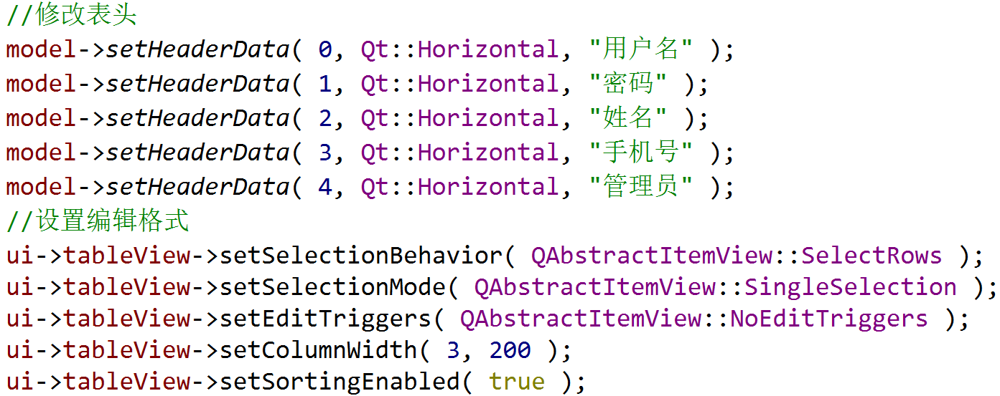 //修改表头
model->setHeaderData( 0, Qt::Horizontal, "用户名" );
model->setHeaderData( 1, Qt::Horizontal, "密码" );
model->setHeaderData( 2, Qt::Horizontal, "姓名" );
model->setHeaderData( 3, Qt::Horizontal, "手机号" );
model->setHeaderData( 4, Qt::Horizontal, "管理员" );
//设置编辑格式
ui->tableView->setSelectionBehavior( QAbstractItemView::SelectRows );
ui->tableView->setSelectionMode( QAbstractItemView::SingleSelection );
ui->tableView->setEditTriggers( QAbstractItemView::NoEditTriggers );
ui->tableView->setColumnWidth( 3, 200 );
ui->tableView->setSortingEnabled( true );